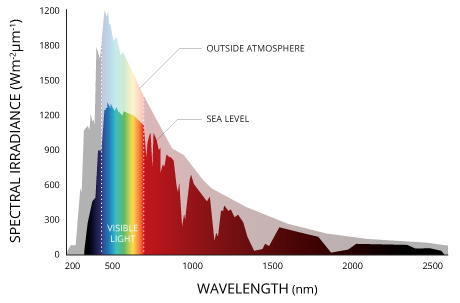 1200
1800
1500
1200
900
600
300
0
SPECTRAL IRRADIANCE (Wm⁻²µm⁻¹)
OUTSIDE ATMOSPHERE
SEA LEVEL
VISIBLE
LIGHT
200
500
1000
1500
2000
2500
WAVELENGTH (nm)